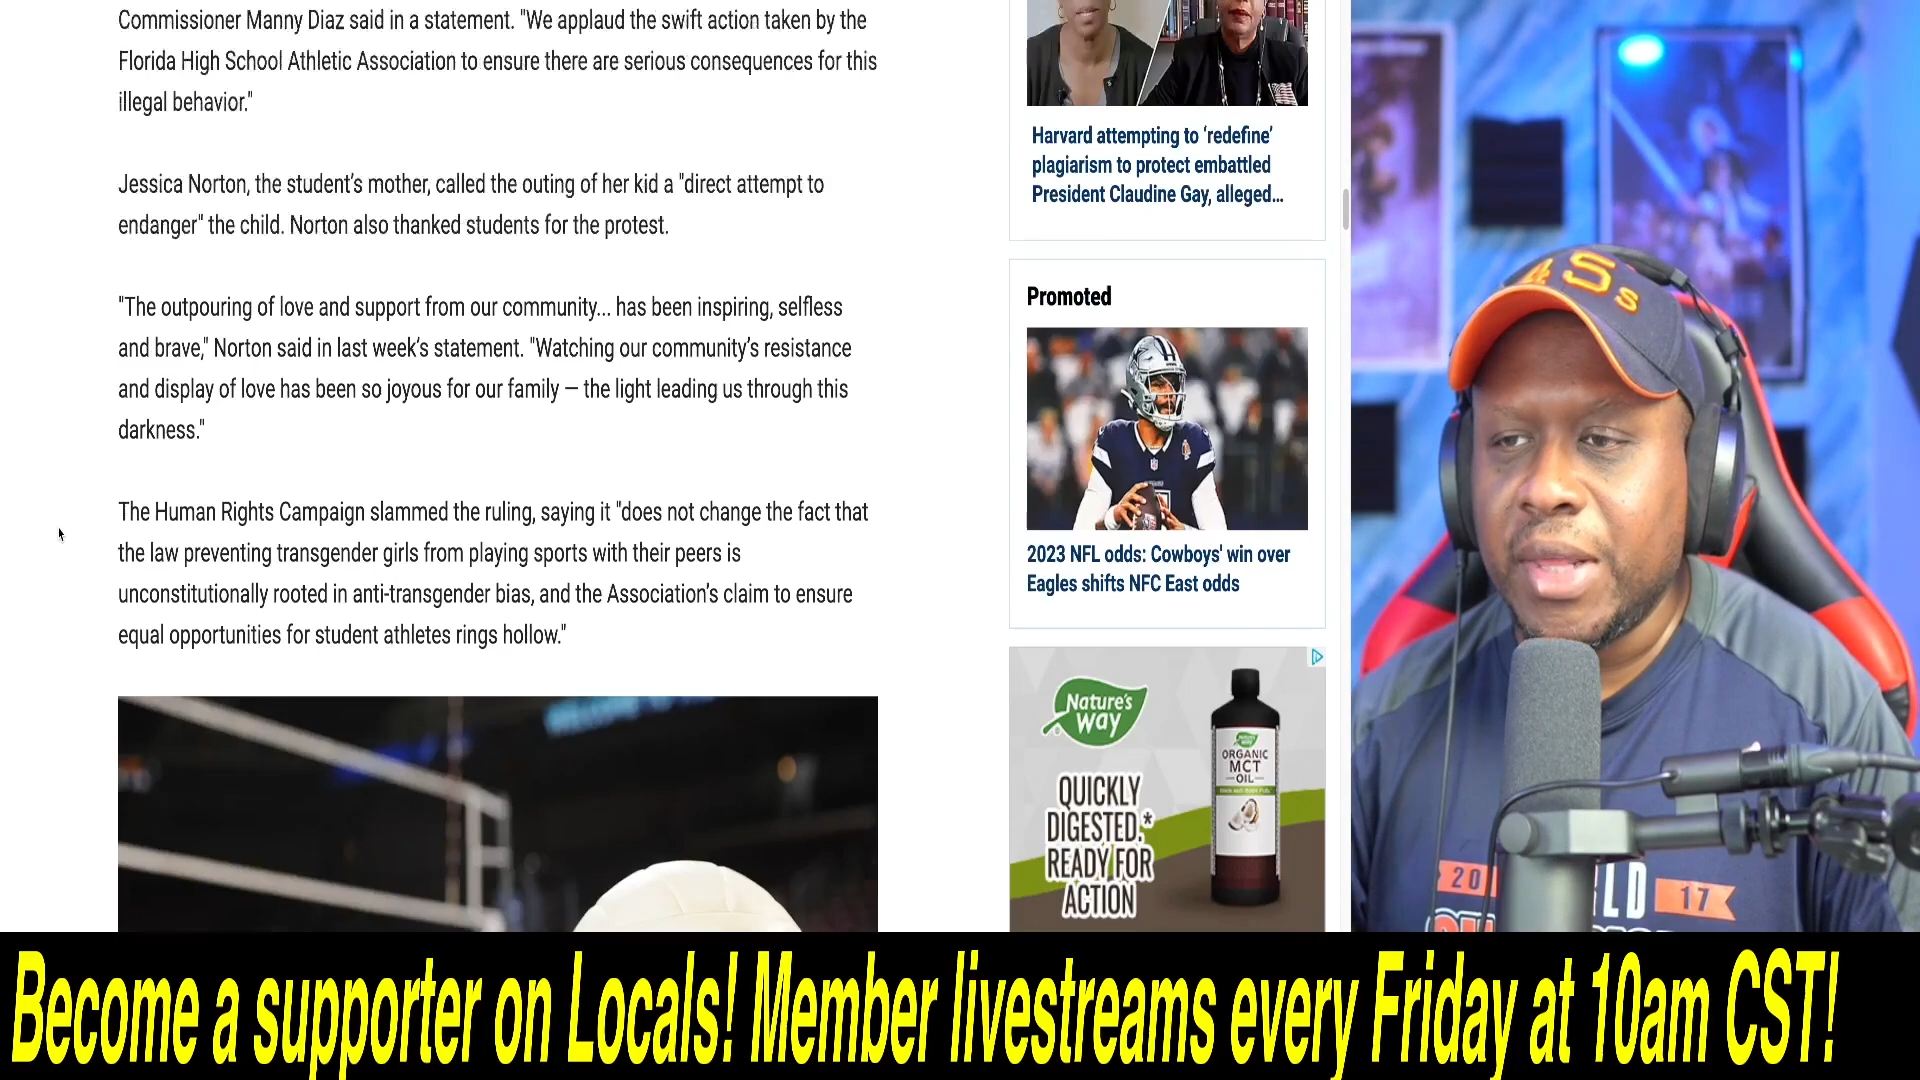 Commissioner Manny Diaz said in a statement. "We applaud the swift action taken by the
Florida High School Athletic Association to ensure there are serious consequences for this
illegal behavior."
Jessica Norton, the student’s mother, called the outing of her kid a "direct attempt to
endanger" the child. Norton also thanked students for the protest.
"The outpouring of love and support from our community... has been inspiring, selfless
and brave," Norton said in last week’s statement. "Watching our community’s resistance
and display of love has been so joyous for our family — the light leading us through this
darkness."
The Human Rights Campaign slammed the ruling, saying it "does not change the fact that
the law preventing transgender girls from playing sports with their peers is
unconstitutionally rooted in anti-transgender bias, and the Association’s claim to ensure
equal opportunities for student athletes rings hollow."
Harvard attempting to ‘redefine’
plagiarism to protect embattled
President Claudine Gay, alleged...
Promoted
2023 NFL odds: Cowboys' win over
Eagles shifts NFC East odds
Nature's
Way
QUICKLY
DIGESTED.*
READY FOR
ACTION
ORGANIC
MCT
OIL
4Ss
20
17
Become a supporter on Locals! Member livestreams every Friday at 10am CST!